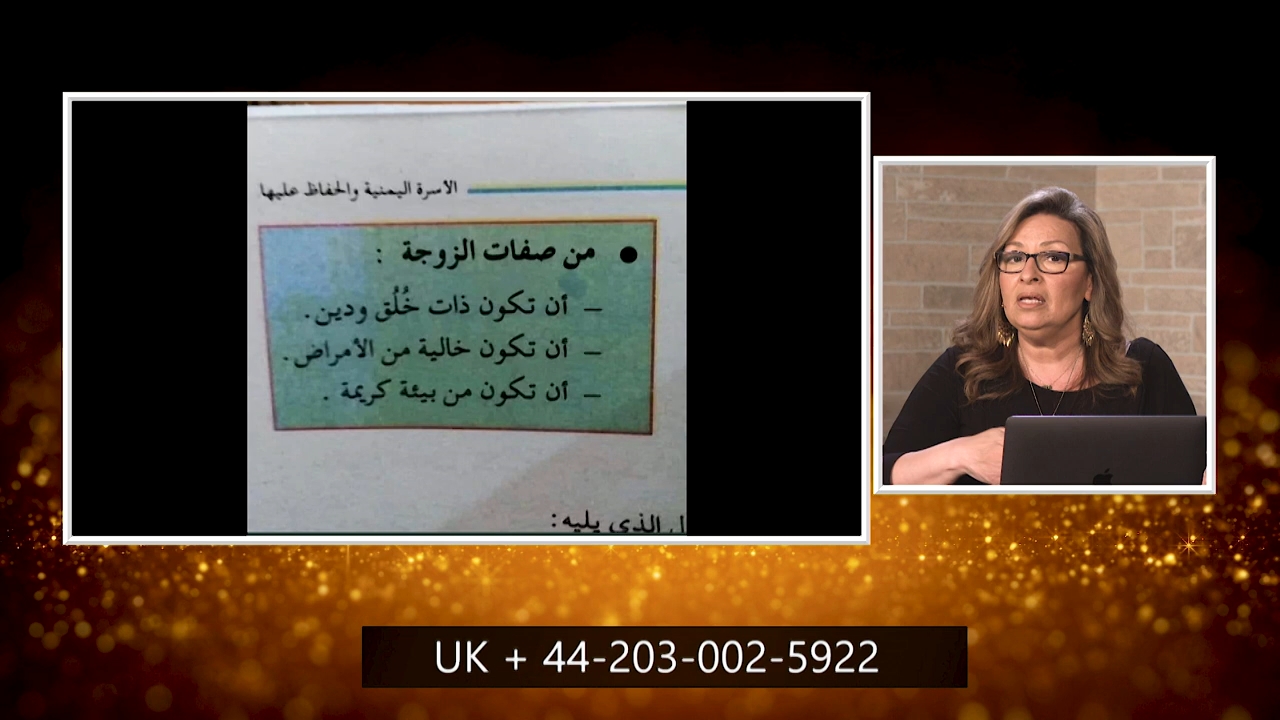 الأسرة اليمنية والحفاظ عليها
● من صفات الزوجة :
– أن تكون ذات خُلُق ودين.
– أن تكون خالية من الأمراض.
– أن تكون من بيئة كريمة .
الذي يليه:
UK + 44-203-002-5922